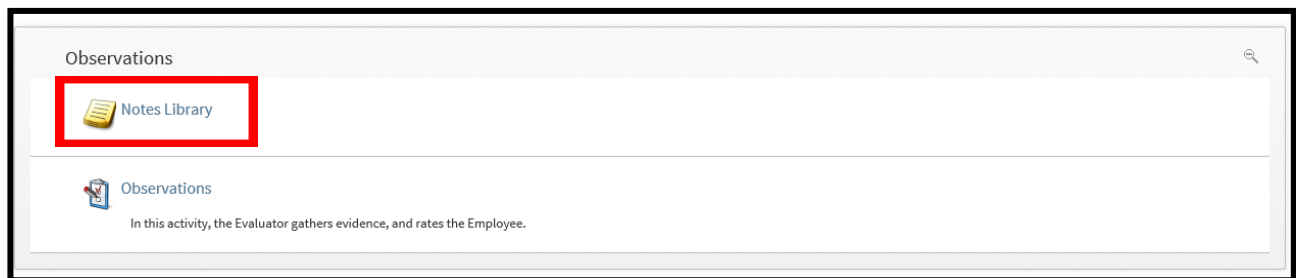 Observations
Notes Library
Observations
In this activity, the Evaluator gathers evidence, and rates the Employee.